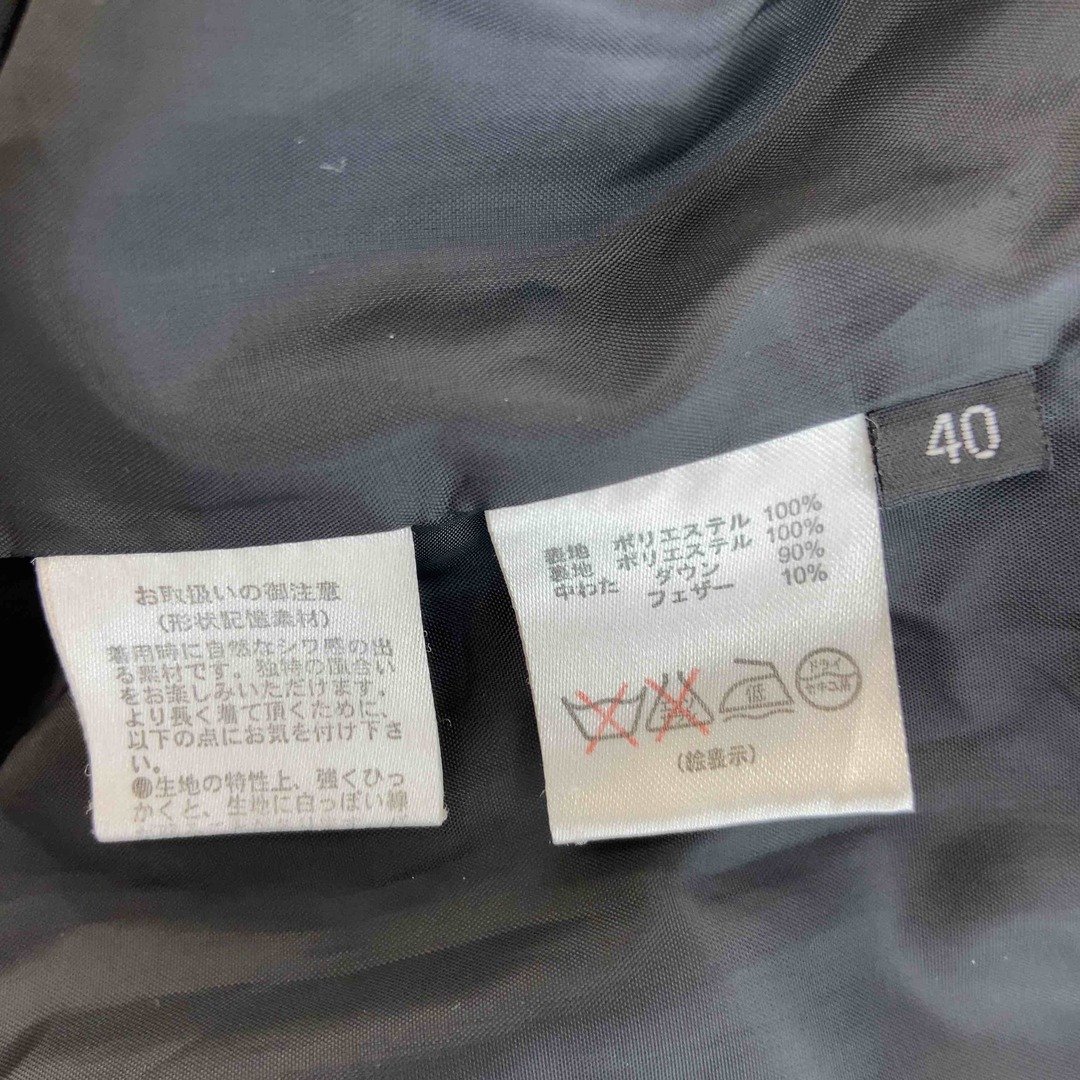 お取扱いの御注意
(形状記憶素材)
着用時に自然なシワ感の出
る素材です。独特の風合い
をお楽しみいただけます。
より長く着て頂くために、
以下の点にお気を付け下さ
い。
●生地の特性上、強くひっ
かくと、生地に白っぽい線
表地 ポリエステル 100%
裏地 ポリエステル 100%
中わた ダウン 90%
フェザー 10%
低
ドライ
セキユ系
(絵表示)
40